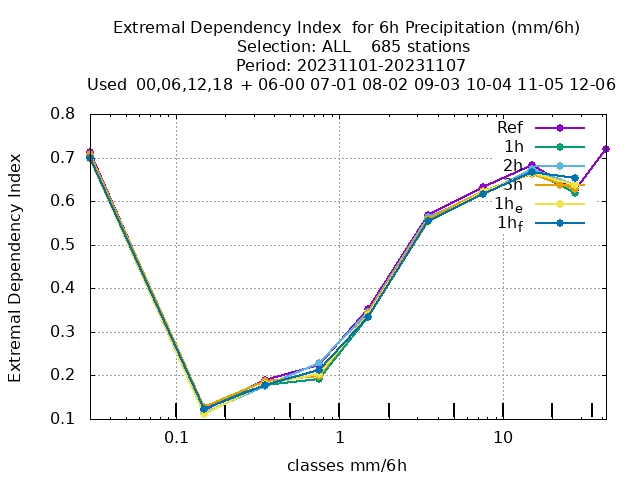 Extremal Dependency Index  for 6h Precipitation (mm/6h)
Selection: ALL    685 stations
Period: 20231101-20231107
Used  00,06,12,18  + 06-00 07-01 08-02 09-03 10-04 11-05 12-06
Extremal Dependency Index
0.8
0.7
0.6
0.5
0.4
0.3
0.2
0.1
Ref
1h
2h
3h
1he
1hf
0.1 1 10
classes mm/6h